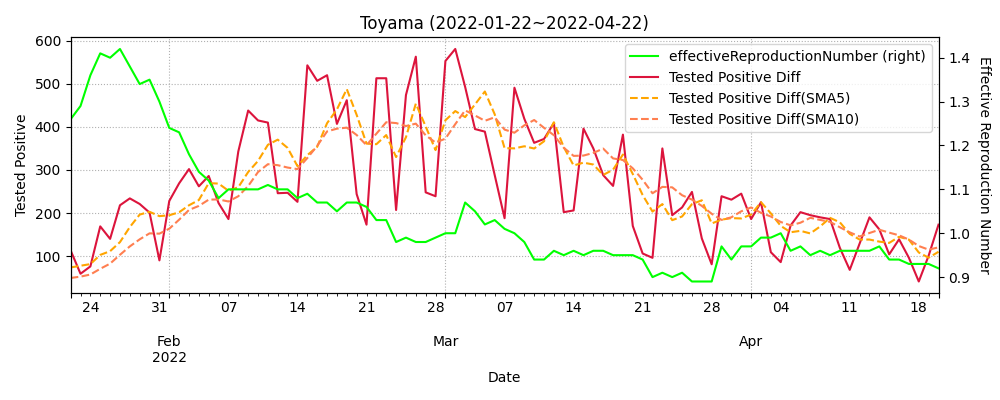 Toyama (2022-01-22~2022-04-22)
effectiveReproductionNumber (right)
Tested Positive Diff
Tested Positive Diff(SMA5)
Tested Positive Diff(SMA10)
Tested Positive
600
500
400
300
200
100
1.4
1.3
1.2
1.1
1.0
0.9
Effective Reproduction Number
24 31 07 14 21 28 07 14 21 28 04 11 18
Feb Mar Apr
2022
Date